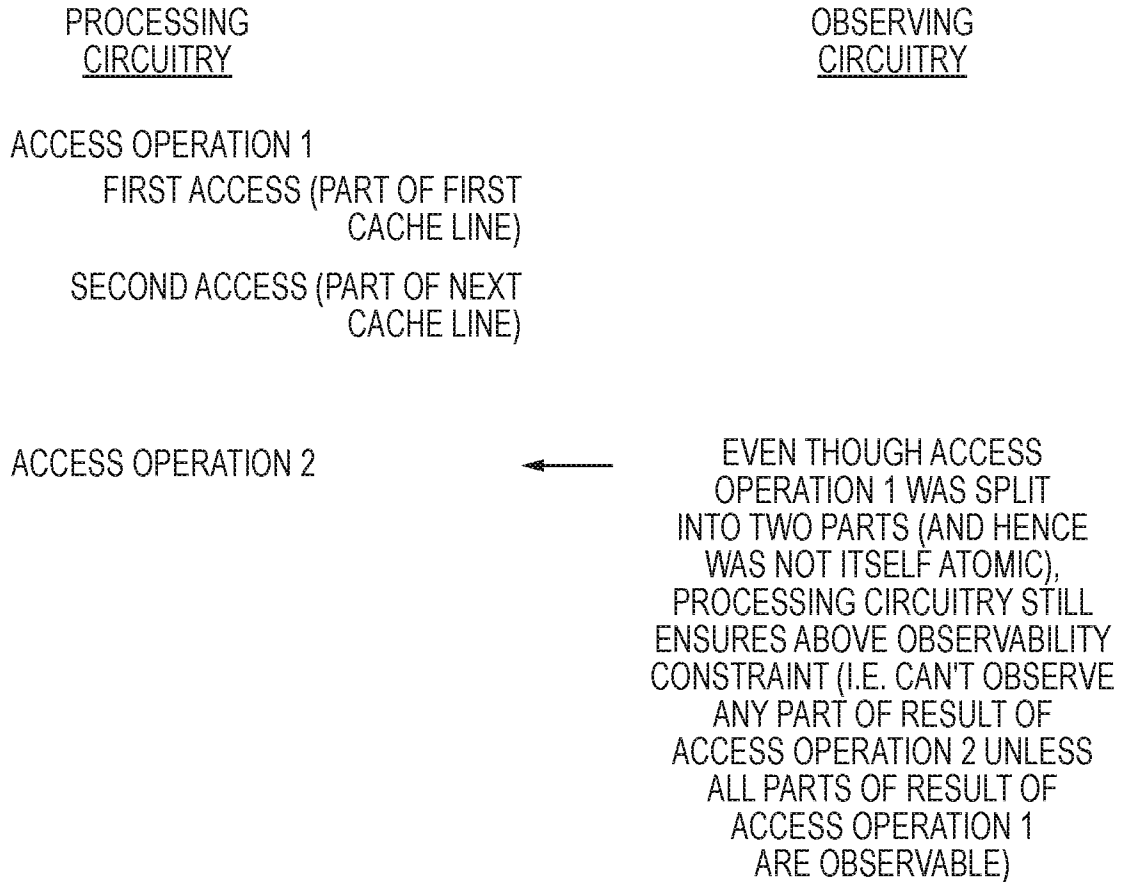 PROCESSING
CIRCUITRY
OBSERVING
CIRCUITRY
ACCESS OPERATION 1
FIRST ACCESS (PART OF FIRST
CACHE LINE)
SECOND ACCESS (PART OF NEXT
CACHE LINE)
ACCESS OPERATION 2
EVEN THOUGH ACCESS
OPERATION 1 WAS SPLIT
INTO TWO PARTS (AND HENCE
WAS NOT ITSELF ATOMIC),
PROCESSING CIRCUITRY STILL
ENSURES ABOVE OBSERVABILITY
CONSTRAINT (I.E. CAN'T OBSERVE
ANY PART OF RESULT OF
ACCESS OPERATION 2 UNLESS
ALL PARTS OF RESULT OF
ACCESS OPERATION 1
ARE OBSERVABLE)